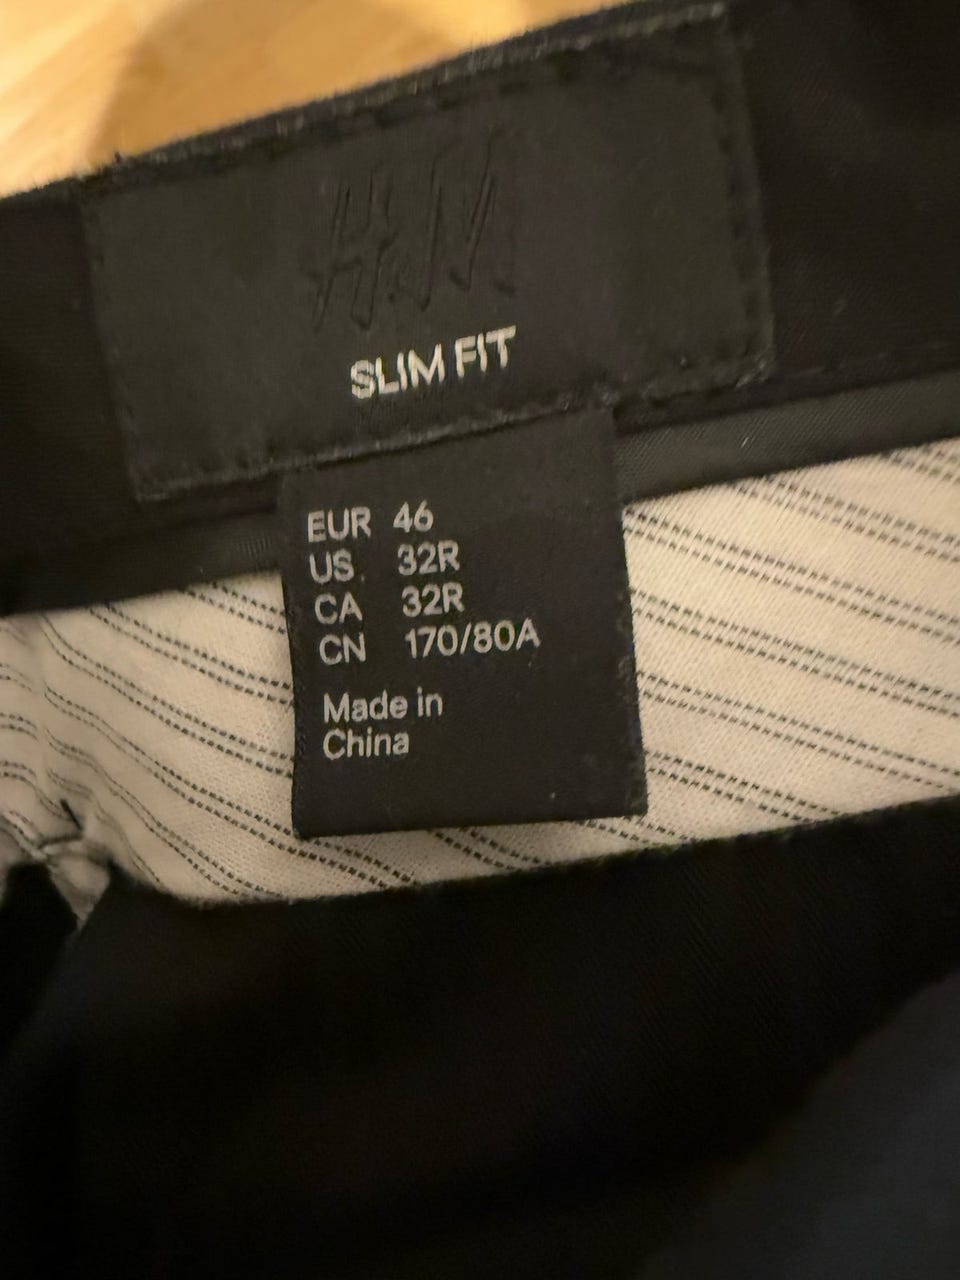 H&M
SLIM FIT
EUR 46
US 32R
CA 32R
CN 170/80A
Made in
China